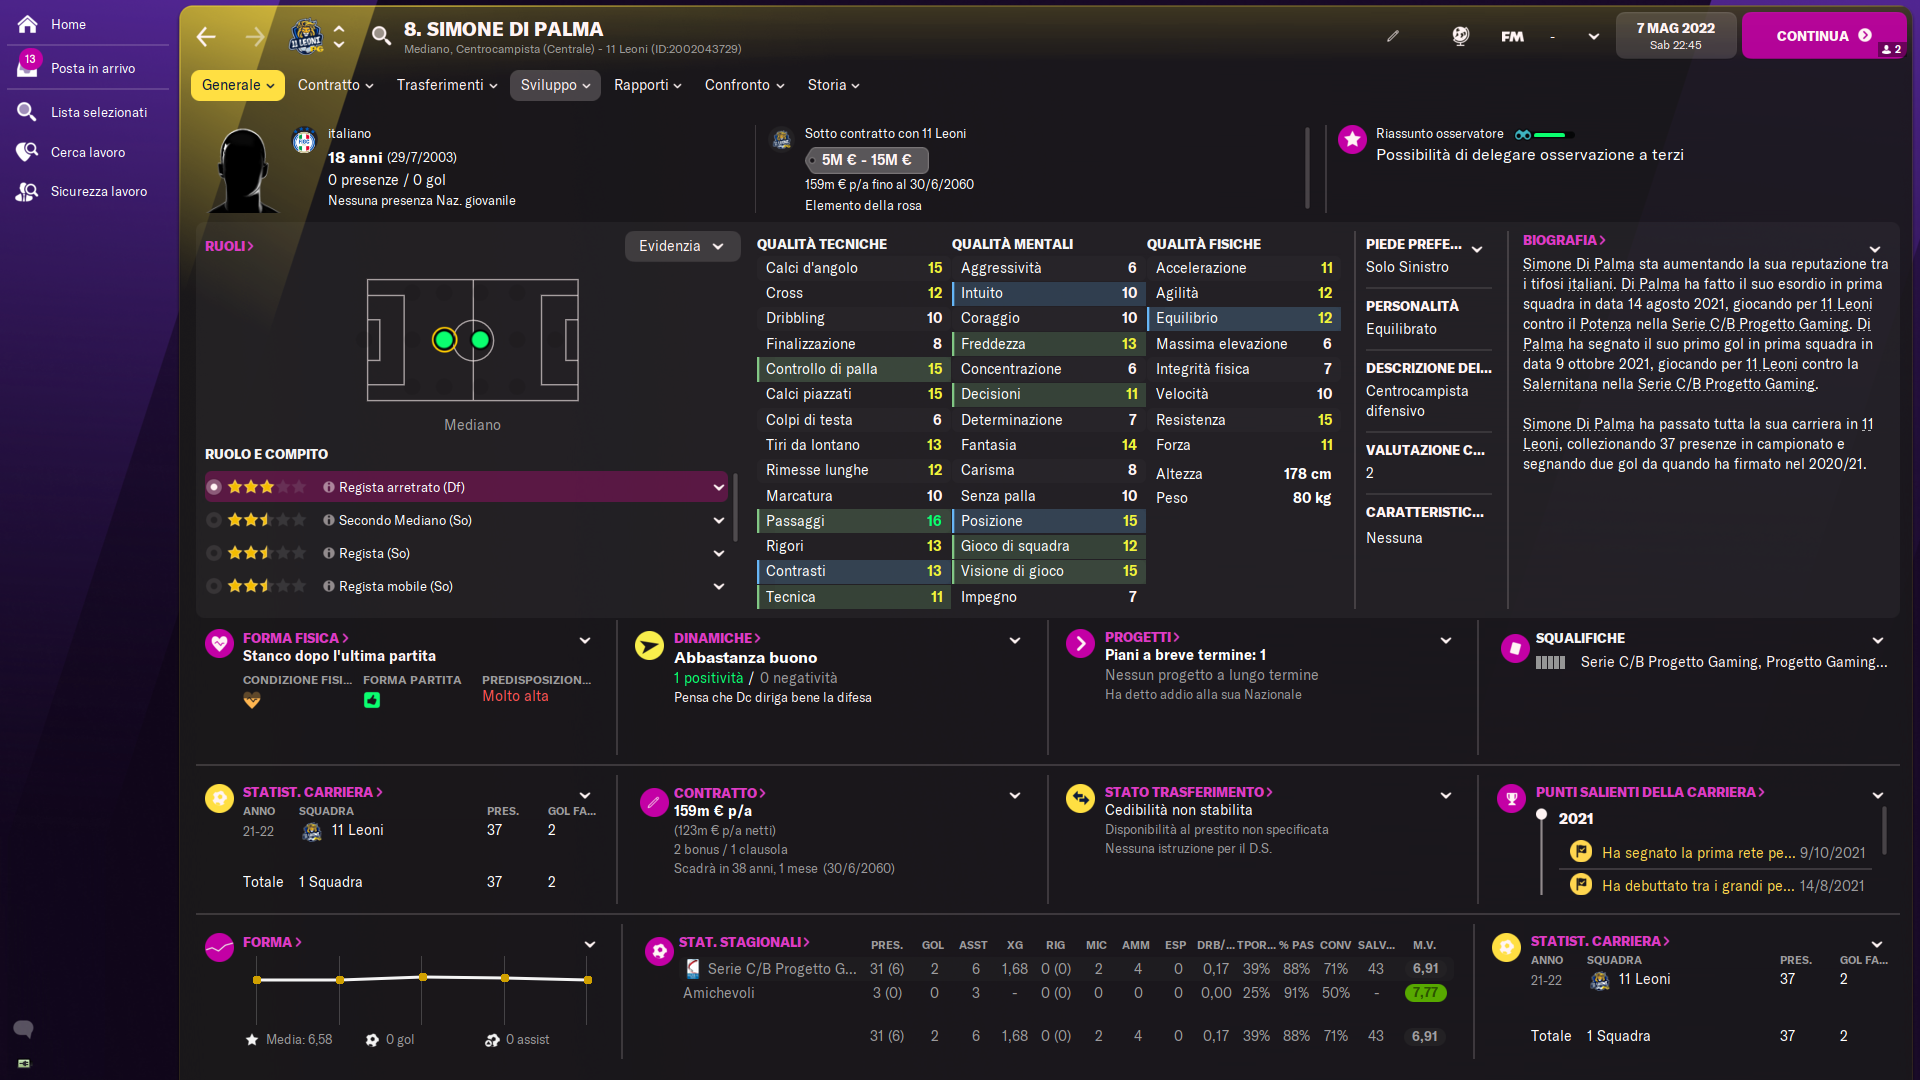 Home
13
Posta in arrivo
Lista selezionati
Cerca lavoro
Sicurezza lavoro
8. SIMONE DI PALMA
Mediano, Centrocampista (Centrale) - 11 Leoni (ID:2002043729)
FM
-
7 MAG 2022
Sab 22:45
CONTINUA
2
Generale
Contratto
Trasferimenti
Sviluppo
Rapporti
Confronto
Storia
italiano
18 anni (29/7/2003)
0 presenze / 0 gol
Nessuna presenza Naz. giovanile
Sotto contratto con 11 Leoni
5M € - 15M €
159m € p/a fino al 30/6/2060
Elemento della rosa
Riassunto osservatore
Possibilità di delegare osservazione a terzi
RUOLI
Evidenzia
Mediano
RUOLO E COMPITO
Regista arretrato (Df)
Secondo Mediano (So)
Regista (So)
Regista mobile (So)
QUALITÀ TECNICHE
Calci d'angolo 15
Cross 12
Dribbling 10
Finalizzazione 8
Controllo di palla 15
Calci piazzati 15
Colpi di testa 6
Tiri da lontano 13
Rimesse lunghe 12
Marcatura 10
Passaggi 16
Rigori 13
Contrasti 13
Tecnica 11
QUALITÀ MENTALI
Aggressività 6
Intuito 10
Coraggio 10
Freddezza 13
Concentrazione 6
Decisioni 11
Determinazione 7
Fantasia 14
Carisma 8
Senza palla 10
Posizione 15
Gioco di squadra 12
Visione di gioco 15
Impegno 7
QUALITÀ FISICHE
Accelerazione 11
Agilità 12
Equilibrio 12
Massima elevazione 6
Integrità fisica 7
Velocità 10
Resistenza 15
Forza 11
Altezza 178 cm
Peso 80 kg
PIEDE PREFE...
Solo Sinistro
PERSONALITÀ
Equilibrato
DESCRIZIONE DEI...
Centrocampista
difensivo
VALUTAZIONE C...
2
CARATTERISTIC...
Nessuna
BIOGRAFIA
Simone Di Palma sta aumentando la sua reputazione tra
i tifosi italiani. Di Palma ha fatto il suo esordio in prima
squadra in data 14 agosto 2021, giocando per 11 Leoni
contro il Potenza nella Serie C/B Progetto Gaming. Di
Palma ha segnato il suo primo gol in prima squadra in
data 9 ottobre 2021, giocando per 11 Leoni contro la
Salernitana nella Serie C/B Progetto Gaming.
Simone Di Palma ha passato tutta la sua carriera in 11
Leoni, collezionando 37 presenze in campionato e
segnando due gol da quando ha firmato nel 2020/21.
FORMA FISICA
Stanco dopo l'ultima partita
CONDIZIONE FISI... FORMA PARTITA PREDISPOSIZION...
Molto alta
DINAMICHE
Abbastanza buono
1 positività / 0 negatività
Pensa che Dc diriga bene la difesa
PROGETTI
Piani a breve termine: 1
Nessun progetto a lungo termine
Ha detto addio alla sua Nazionale
SQUALIFICHE
Serie C/B Progetto Gaming, Progetto Gaming...
STATIST. CARRIERA
ANNO SQUADRA PRES. GOL FA...
21-22 11 Leoni 37 2
Totale 1 Squadra 37 2
CONTRATTO
159m € p/a
(123m € p/a netti)
2 bonus / 1 clausola
Scadrà in 38 anni, 1 mese (30/6/2060)
STATO TRASFERIMENTO
Cedibilità non stabilita
Disponibilità al prestito non specificata
Nessuna istruzione per il D.S.
PUNTI SALIENTI DELLA CARRIERA
2021
Ha segnato la prima rete pe... 9/10/2021
Ha debuttato tra i grandi pe... 14/8/2021
FORMA
Media: 6,58
0 gol
0 assist
STAT. STAGIONALI PRES. GOL ASST XG RIG MIC AMM ESP DRB/... TPOR... % PAS CONV SALV... M.V.
Serie C/B Progetto G... 31 (6) 2 6 1,68 0 (0) 2 4 0 0,17 39% 88% 71% 43 6,91
Amichevoli 3 (0) 0 3 - 0 (0) 0 0 0 0,00 25% 91% 50% - 7,77
31 (6) 2 6 1,68 0 (0) 2 4 0 0,17 39% 88% 71% 43 6,91
STATIST. CARRIERA
ANNO SQUADRA PRES. GOL FA...
21-22 11 Leoni 37 2
Totale 1 Squadra 37 2